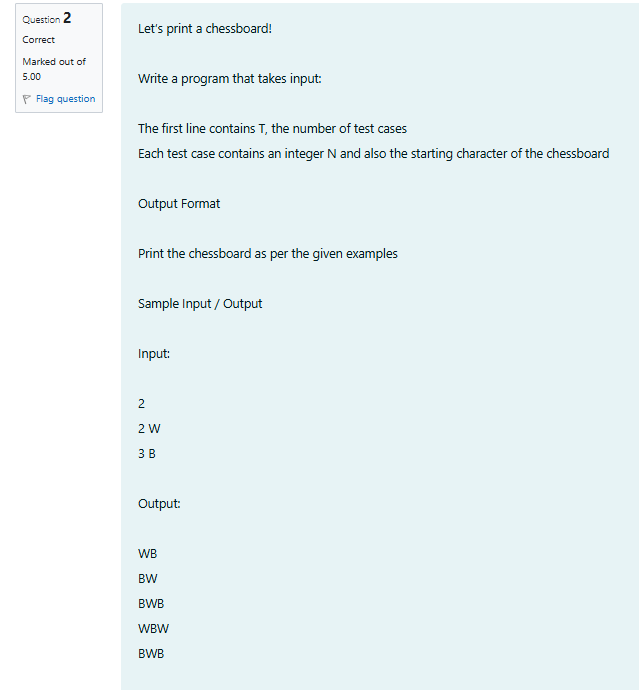 Question 2
Correct
Marked out of
5.00
Flag question
Let's print a chessboard!
Write a program that takes input:
The first line contains T, the number of test cases
Each test case contains an integer N and also the starting character of the chessboard
Output Format
Print the chessboard as per the given examples
Sample Input / Output
Input:
2
2 W
3 B
Output:
WB
BW
BWB
WBW
BWB